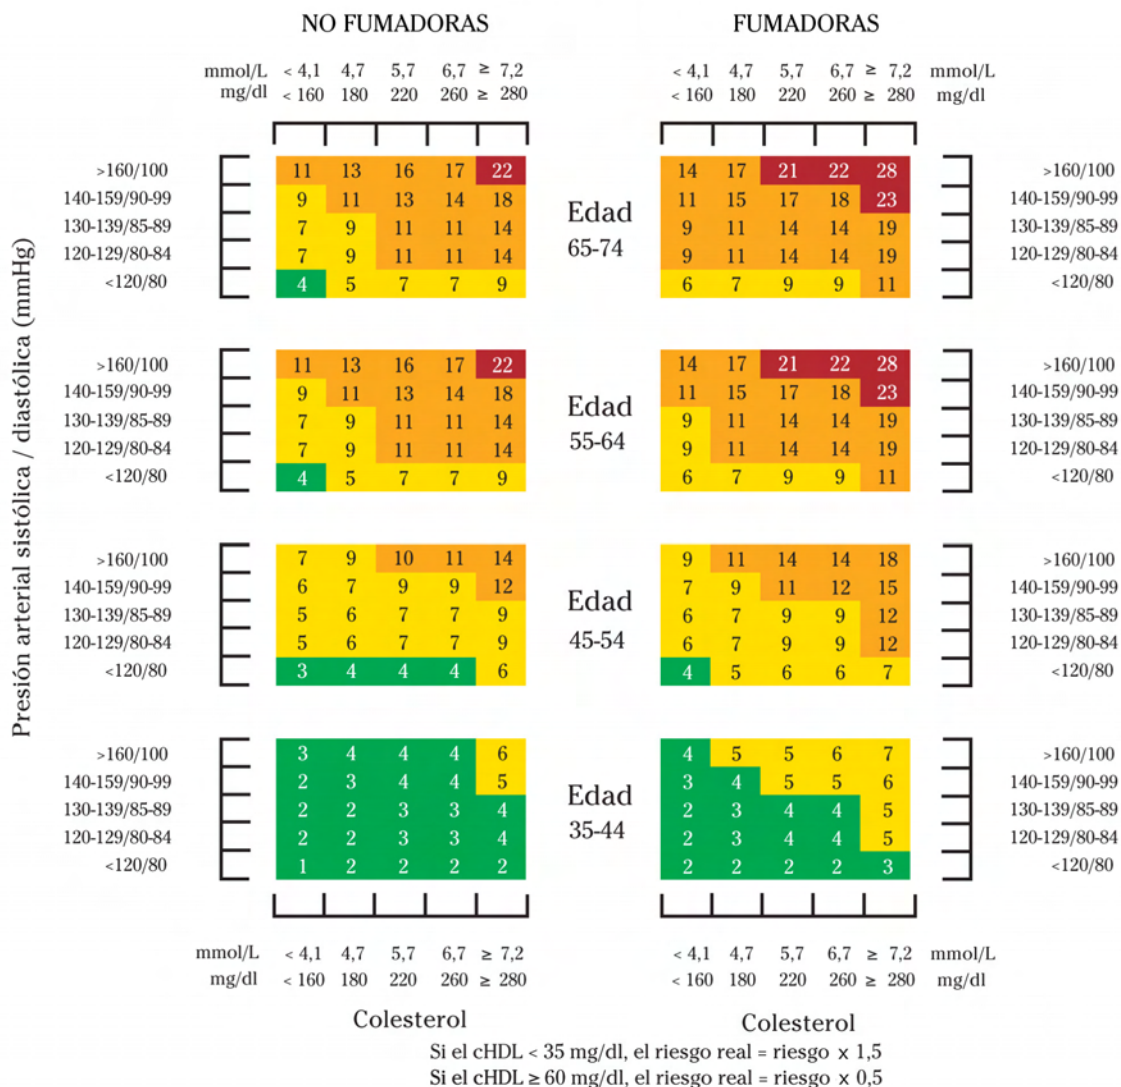 NO FUMADORAS FUMADORAS
mmol/L < 4,1 4,7 5,7 6,7 ≥ 7,2 < 4,1 4,7 5,7 6,7 ≥ 7,2 mmol/L
mg/dl < 160 180 220 260 ≥ 280 < 160 180 220 260 ≥ 280 mg/dl
Presión arterial sistólica / diastólica (mmHg)
>160/100 11 13 16 17 22 14 17 21 22 28 >160/100
140-159/90-99 9 11 13 14 18 Edad 11 15 17 18 23 140-159/90-99
130-139/85-89 7 9 11 11 14 65-74 9 11 14 14 19 130-139/85-89
120-129/80-84 7 9 11 11 14 9 11 14 14 19 120-129/80-84
<120/80 4 5 7 7 9 6 7 9 9 11 <120/80
>160/100 11 13 16 17 22 14 17 21 22 28 >160/100
140-159/90-99 9 11 13 14 18 Edad 11 15 17 18 23 140-159/90-99
130-139/85-89 7 9 11 11 14 55-64 9 11 14 14 19 130-139/85-89
120-129/80-84 7 9 11 11 14 9 11 14 14 19 120-129/80-84
<120/80 4 5 7 7 9 6 7 9 9 11 <120/80
>160/100 7 9 10 11 14 9 11 14 14 18 >160/100
140-159/90-99 6 7 9 9 12 Edad 7 9 11 12 15 140-159/90-99
130-139/85-89 5 6 7 7 9 45-54 6 7 9 9 12 130-139/85-89
120-129/80-84 5 6 7 7 9 6 7 9 9 12 120-129/80-84
<120/80 3 4 4 4 6 4 5 6 6 7 <120/80
>160/100 3 4 4 4 6 4 5 5 6 7 >160/100
140-159/90-99 2 3 4 4 5 Edad 3 4 5 5 6 140-159/90-99
130-139/85-89 2 2 3 3 4 35-44 2 3 4 4 5 130-139/85-89
120-129/80-84 2 2 3 3 4 2 3 4 4 5 120-129/80-84
<120/80 1 2 2 2 2 2 2 2 2 3 <120/80
mmol/L < 4,1 4,7 5,7 6,7 ≥ 7,2 < 4,1 4,7 5,7 6,7 ≥ 7,2 mmol/L
mg/dl < 160 180 220 260 ≥ 280 < 160 180 220 260 ≥ 280 mg/dl
Colesterol Colesterol
Si el cHDL < 35 mg/dl, el riesgo real = riesgo x 1,5
Si el cHDL ≥ 60 mg/dl, el riesgo real = riesgo x 0,5